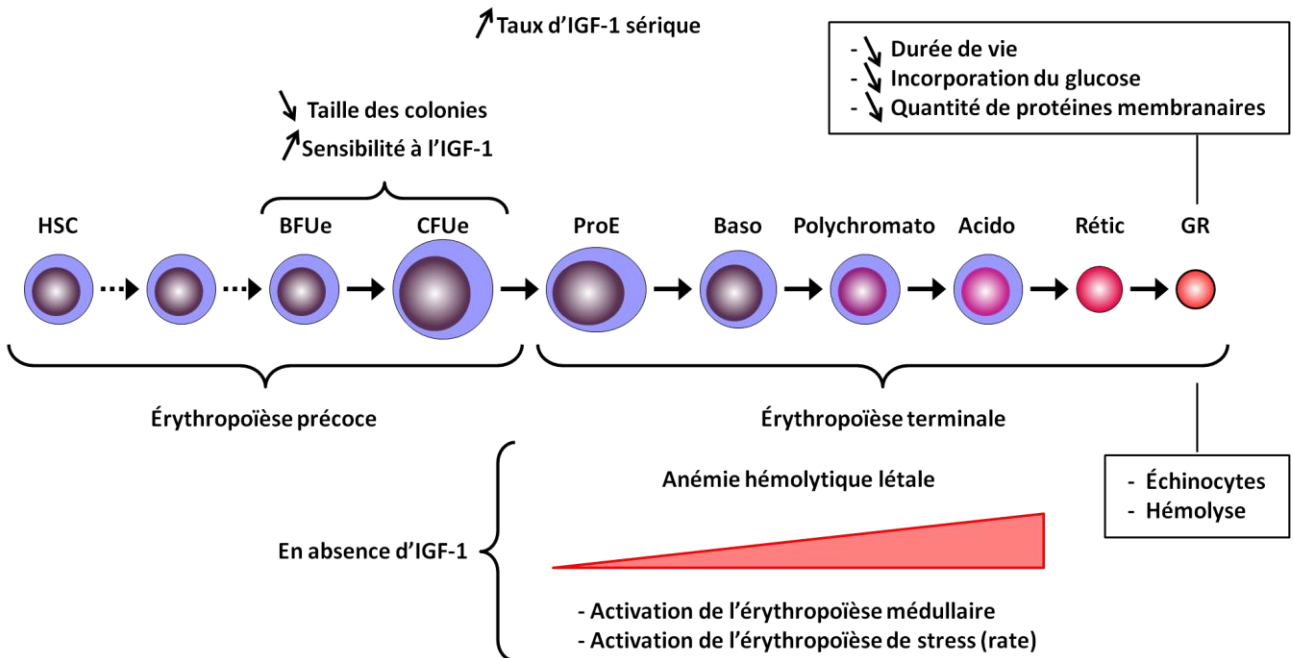 ↗ Taux d’IGF-1 sérique
- ↘ Durée de vie
- ↘ Incorporation du glucose
- ↘ Quantité de protéines membranaires
↘ Taille des colonies
↗ Sensibilité à l’IGF-1
HSC BFUe CFUe ProE Baso Polychromato Acido Rétic GR
Érythropoïèse précoce
Érythropoïèse terminale
Anémie hémolytique létale
- Échinocytes
- Hémolyse
En absence d’IGF-1
- Activation de l’érythropoïèse médullaire
- Activation de l’érythropoïèse de stress (rate)